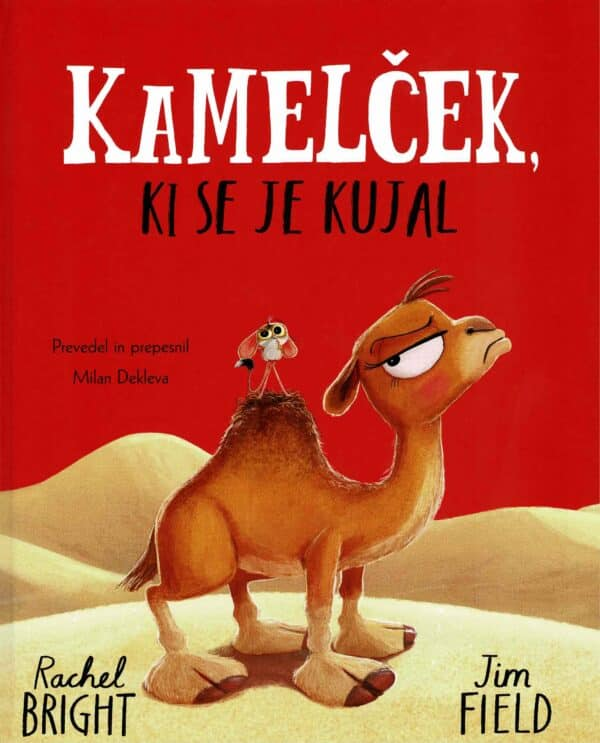 KAMELČEK,
KI SE JE KUJAL
Prevedel in prepesnil
Milan Dekleva
Rachel
BRIGHT
Jim
FIELD